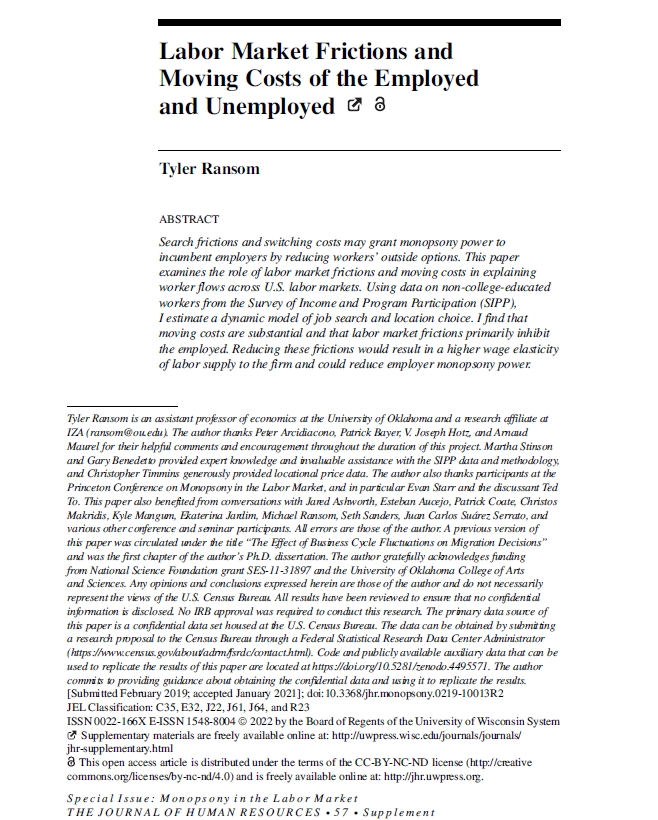 Labor Market Frictions and
Moving Costs of the Employed
and Unemployed
Tyler Ransom
ABSTRACT
Search frictions and switching costs may grant monopsony power to
incumbent employers by reducing workers' outside options. This paper
examines the role of labor market frictions and moving costs in explaining
worker flows across U.S. labor markets. Using data on non-college-educated
workers from the Survey of Income and Program Participation (SIPP),
I estimate a dynamic model of job search and location choice. I find that
moving costs are substantial and that labor market frictions primarily inhibit
the employed. Reducing these frictions would result in a higher wage elasticity
of labor supply to the firm and could reduce employer monopsony power.
Tyler Ransom is an assistant professor of economics at the University of Oklahoma and a research affiliate at
IZA (ransom@ou.edu). The author thanks Peter Arcidiacono, Patrick Bayer, V. Joseph Hotz, and Arnaud
Maurel for their helpful comments and encouragement throughout the duration of this project. Martha Stinson
and Gary Benedetto provided expert knowledge and invaluable assistance with the SIPP data and methodology,
and Christopher Timmins generously provided locational price data. The author also thanks participants at the
Princeton Conference on Monopsony in the Labor Market, and in particular Evan Starr and the discussant Ted
To. This paper also benefited from conversations with Jared Ashworth, Esteban Aucejo, Patrick Coate, Christos
Makridis, Kyle Mangum, Ekaterina Jardim, Michael Ransom, Seth Sanders, Juan Carlos Suárez Serrato, and
various other conference and seminar participants. All errors are those of the author. A previous version of
this paper was circulated under the title “The Effect of Business Cycle Fluctuations on Migration Decisions”
and was the first chapter of the author's Ph.D. dissertation. The author gratefully acknowledges funding
from National Science Foundation grant SES-11-31897 and the University of Oklahoma College of Arts
and Sciences. Any opinions and conclusions expressed herein are those of the author and do not necessarily
represent the views of the U.S. Census Bureau. All results have been reviewed to ensure that no confidential
information is disclosed. No IRB approval was required to conduct this research. The primary data source of
this paper is a confidential data set housed at the U.S. Census Bureau. The data can be obtained by submitting
a research proposal to the Census Bureau through a Federal Statistical Research Data Center Administrator
(https://www.census.gov/about/adrm/fsrdc/contact.html). Code and publicly available auxiliary data that can be
used to replicate the results of this paper are located at https://doi.org/10.5281/zenodo.4495571. The author
commits to providing guidance about obtaining the confidential data and using it to replicate the results.
[Submitted February 2019; accepted January 2021]; doi:10.3368/jhr.monopsony.0219-10013R2
JEL Classification: C35, E32, J22, J61, J64, and R23
ISSN 0022-166X E-ISSN 1548-8004 © 2022 by the Board of Regents of the University of Wisconsin System
Supplementary materials are freely available online at: http://uwpress.wisc.edu/journals/journals/
jhr-supplementary.html
This open access article is distributed under the terms of the CC-BY-NC-ND license (http://creative
commons.org/licenses/by-nc-nd/4.0) and is freely available online at: http://jhr.uwpress.org.
Special Issue: Monopsony in the Labor Market
THE JOURNAL OF HUMAN RESOURCES • 57 • Supplement